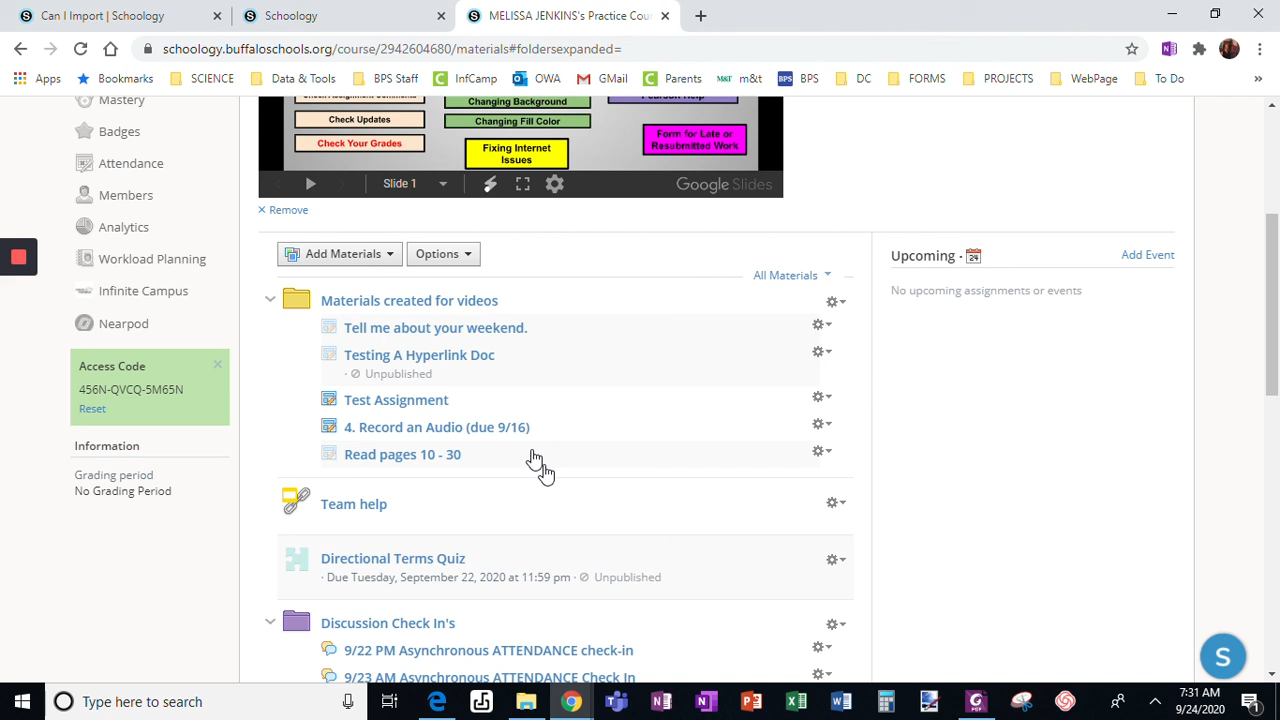 Can I Import | Schoology
Schoology
MELISSA JENKINS's Practice Cou
schoology.buffaloschools.org/course/2942604680/materials#foldersexpanded=
Apps
Bookmarks
SCIENCE
Data & Tools
BPS Staff
InfCamp
OWA
GMail
Parents
m&t
BPS
DC
FORMS
PROJECTS
WebPage
To Do
Mastery
Badges
Attendance
Members
Analytics
Workload Planning
Infinite Campus
Nearpod
Access Code
456N-QVCQ-5M65N
Reset
Information
Grading period
No Grading Period
Check Assignment Comments
Check Updates
Check Your Grades
Changing Background
Changing Fill Color
Fixing Internet
Issues
Pearson Help
Form for Late or
Resubmitted Work
Slide 1
Google Slides
Remove
Add Materials
Options
All Materials
Materials created for videos
Tell me about your weekend.
Testing A Hyperlink Doc
· Unpublished
Test Assignment
4. Record an Audio (due 9/16)
Read pages 10 - 30
Team help
Directional Terms Quiz
· Due Tuesday, September 22, 2020 at 11:59 pm · Unpublished
Discussion Check In's
9/22 PM Asynchronous ATTENDANCE check-in
9/23 AM Asynchronous ATTENDANCE Check In
Upcoming · 24
Add Event
No upcoming assignments or events
S
Type here to search
7:31 AM
9/24/2020